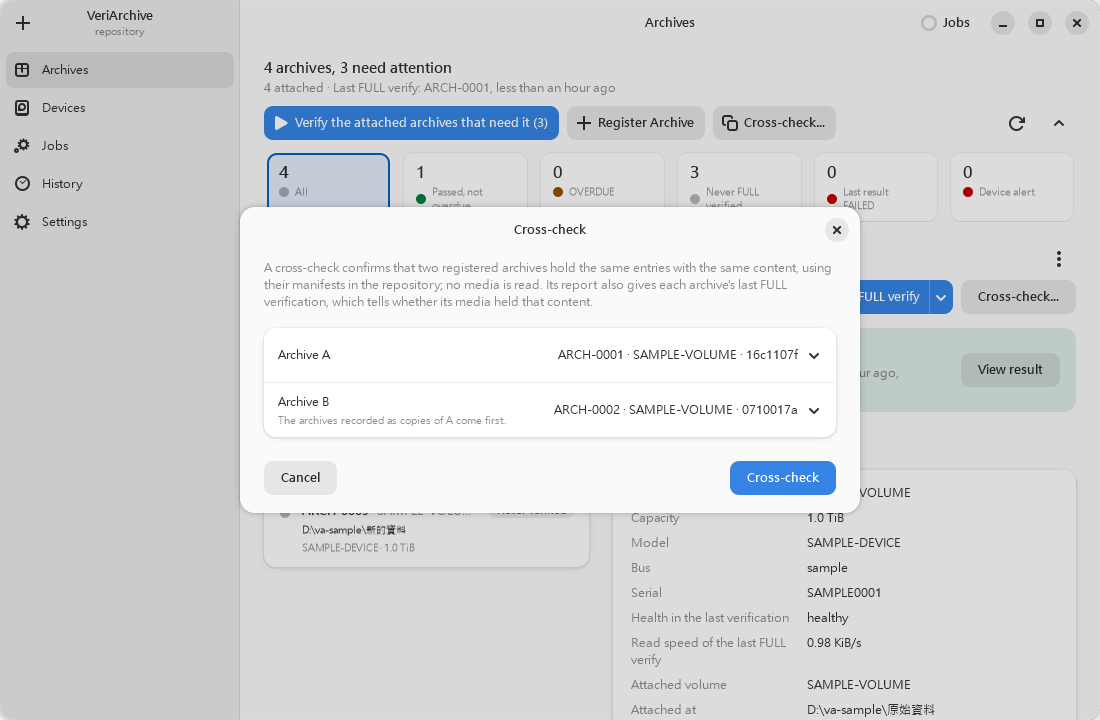 VeriArchive
repository
Archives
Devices
Jobs
History
Settings
Archives
Jobs
4 archives, 3 need attention
4 attached · Last FULL verify: ARCH-0001, less than an hour ago
Verify the attached archives that need it (3)
Register Archive
Cross-check...
4
All
1
Passed, not
overdue
0
OVERDUE
3
Never FULL
verified
0
Last result
FAILED
0
Device alert
FULL verify
Cross-check...
ur ago,
View result
Cross-check
A cross-check confirms that two registered archives hold the same entries with the same content, using
their manifests in the repository; no media is read. Its report also gives each archive's last FULL
verification, which tells whether its media held that content.
Archive A
ARCH-0001 · SAMPLE-VOLUME · 16c1107f
Archive B
The archives recorded as copies of A come first.
ARCH-0002 · SAMPLE-VOLUME · 0710017a
Cancel
Cross-check
D:\va-sample\新的資料
SAMPLE-DEVICE · 1.0 TiB
VOLUME
Capacity 1.0 TiB
Model SAMPLE-DEVICE
Bus sample
Serial SAMPLE0001
Health in the last verification healthy
Read speed of the last FULL 0.98 KiB/s
verify
Attached volume SAMPLE-VOLUME
Attached at D:\va-sample\原始資料